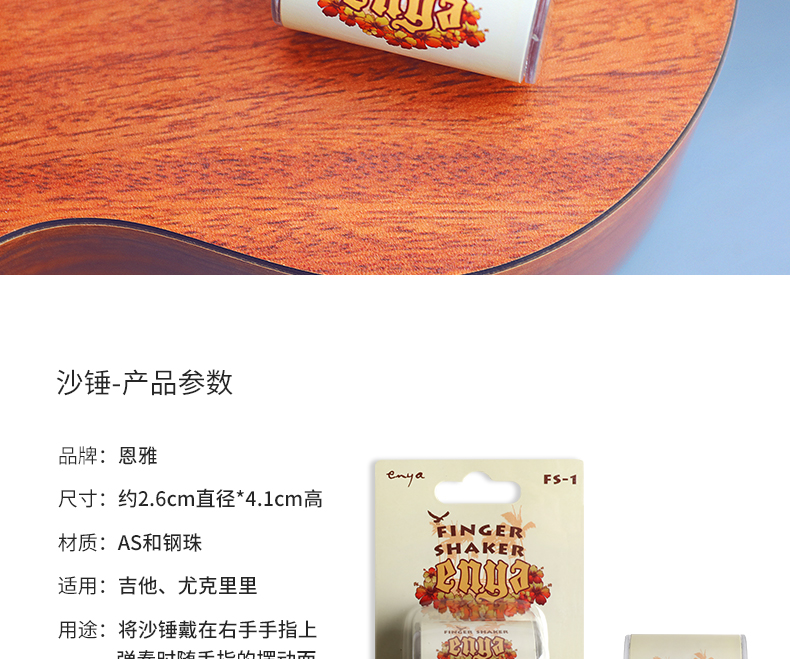 enya
沙锤-产品参数
品牌：恩雅
尺寸：约2.6cm直径*4.1cm高
材质：AS和钢珠
适用：吉他、尤克里里
用途：将沙锤戴在右手手指上
弹奏时随手指的摆动而
enya
FS-1
FINGER
SHAKER
enya
FINGER SHAKER
enya